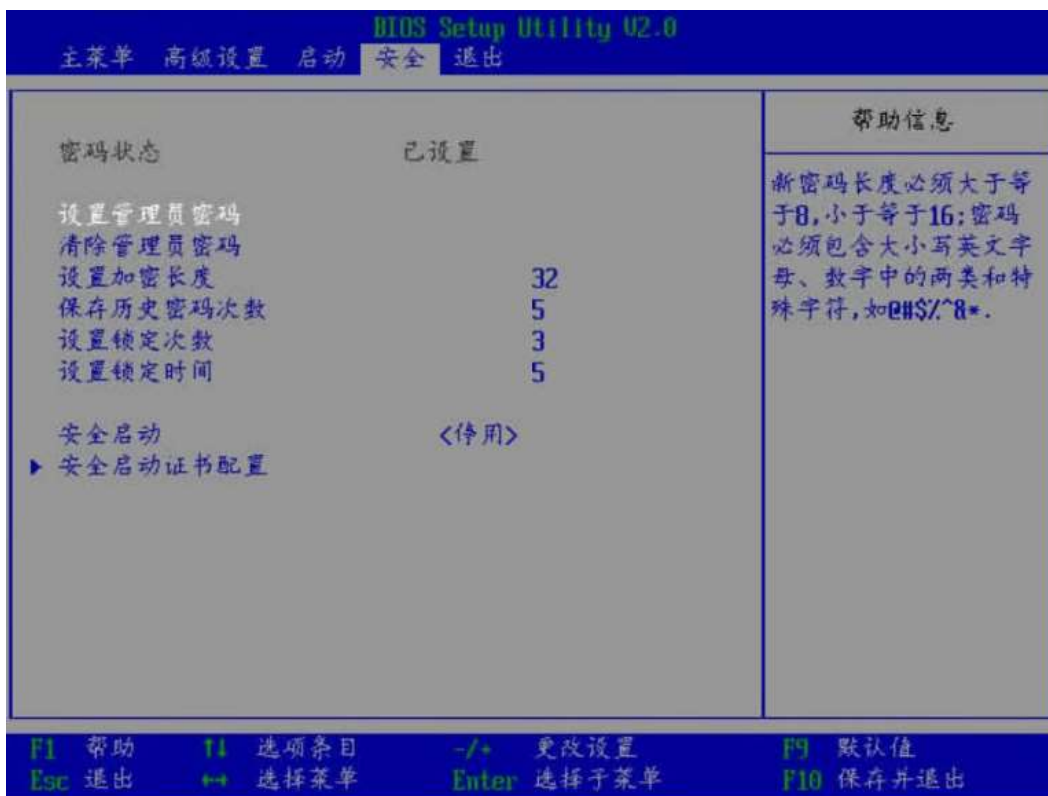 BIOS Setup Utility V2.0
主菜单 高级设置 启动 安全 退出
密码状态 已设置
设置管理员密码
清除管理员密码
设置加密长度 32
保存历史密码次数 5
设置锁定次数 3
设置锁定时间 5
安全启动 <停用>
安全启动证书配置
帮助信息
新密码长度必须大于等
于8,小于等于16;密码
必须包含大小写英文字
母、数字中的两类和特
殊字符,如@#$%^&*.
F1 帮助 ↑↓ 选项条目 -/+ 更改设置 F9 默认值
Esc 退出 ←→ 选择菜单 Enter 选择子菜单 F10 保存并退出